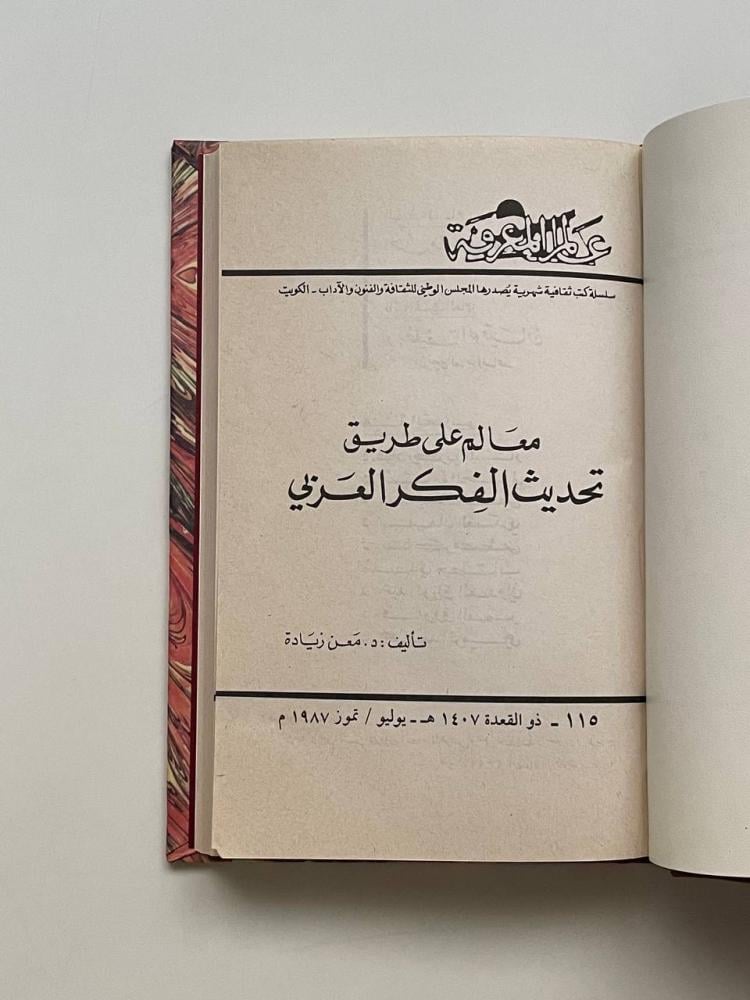 عالم المعرفة
سلسلة كتب ثقافية شهرية يصدرها المجلس الوطني للثقافة والفنون والآداب - الكويت
معالم على طريق
تحديث الفكر العربي
تأليف: د. معن زيادة
١١٥ - ذو القعدة ١٤٠٧ هـ - يوليو / تموز ١٩٨٧ م